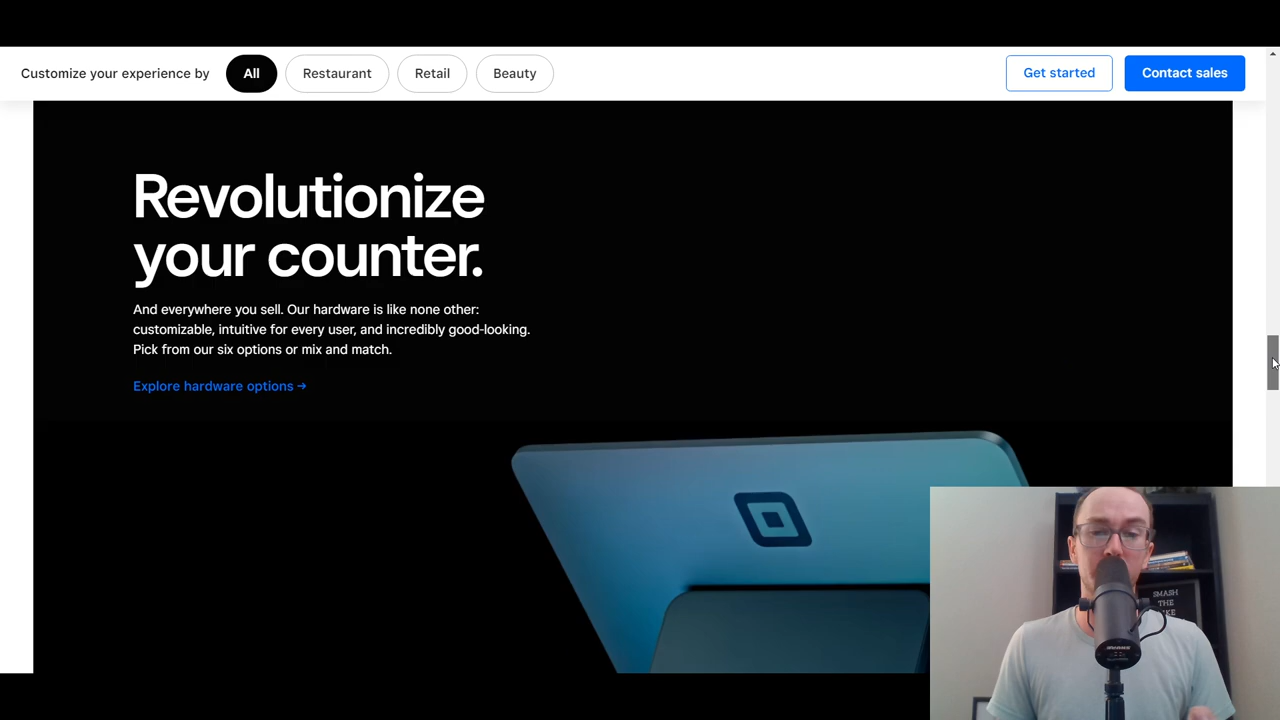 Customize your experience by
All
Restaurant
Retail
Beauty
Get started
Contact sales
Revolutionize
your counter.
And everywhere you sell. Our hardware is like none other:
customizable, intuitive for every user, and incredibly good-looking.
Pick from our six options or mix and match.
Explore hardware options →
SMASH
THE